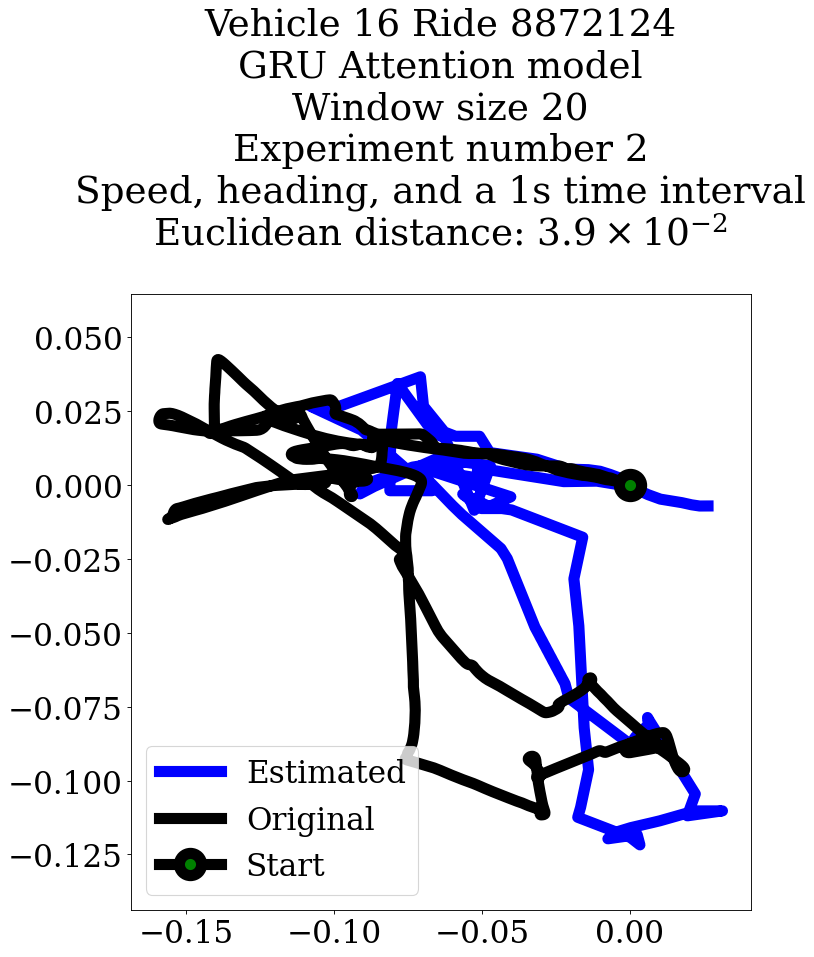 Vehicle 16 Ride 8872124
GRU Attention model
Window size 20
Experiment number 2
Speed, heading, and a 1s time interval
Euclidean distance: 3.9 × 10⁻²
0.050
0.025
0.000
−0.025
−0.050
−0.075
−0.100
−0.125
Estimated
Original
Start
−0.15
−0.10
−0.05
0.00